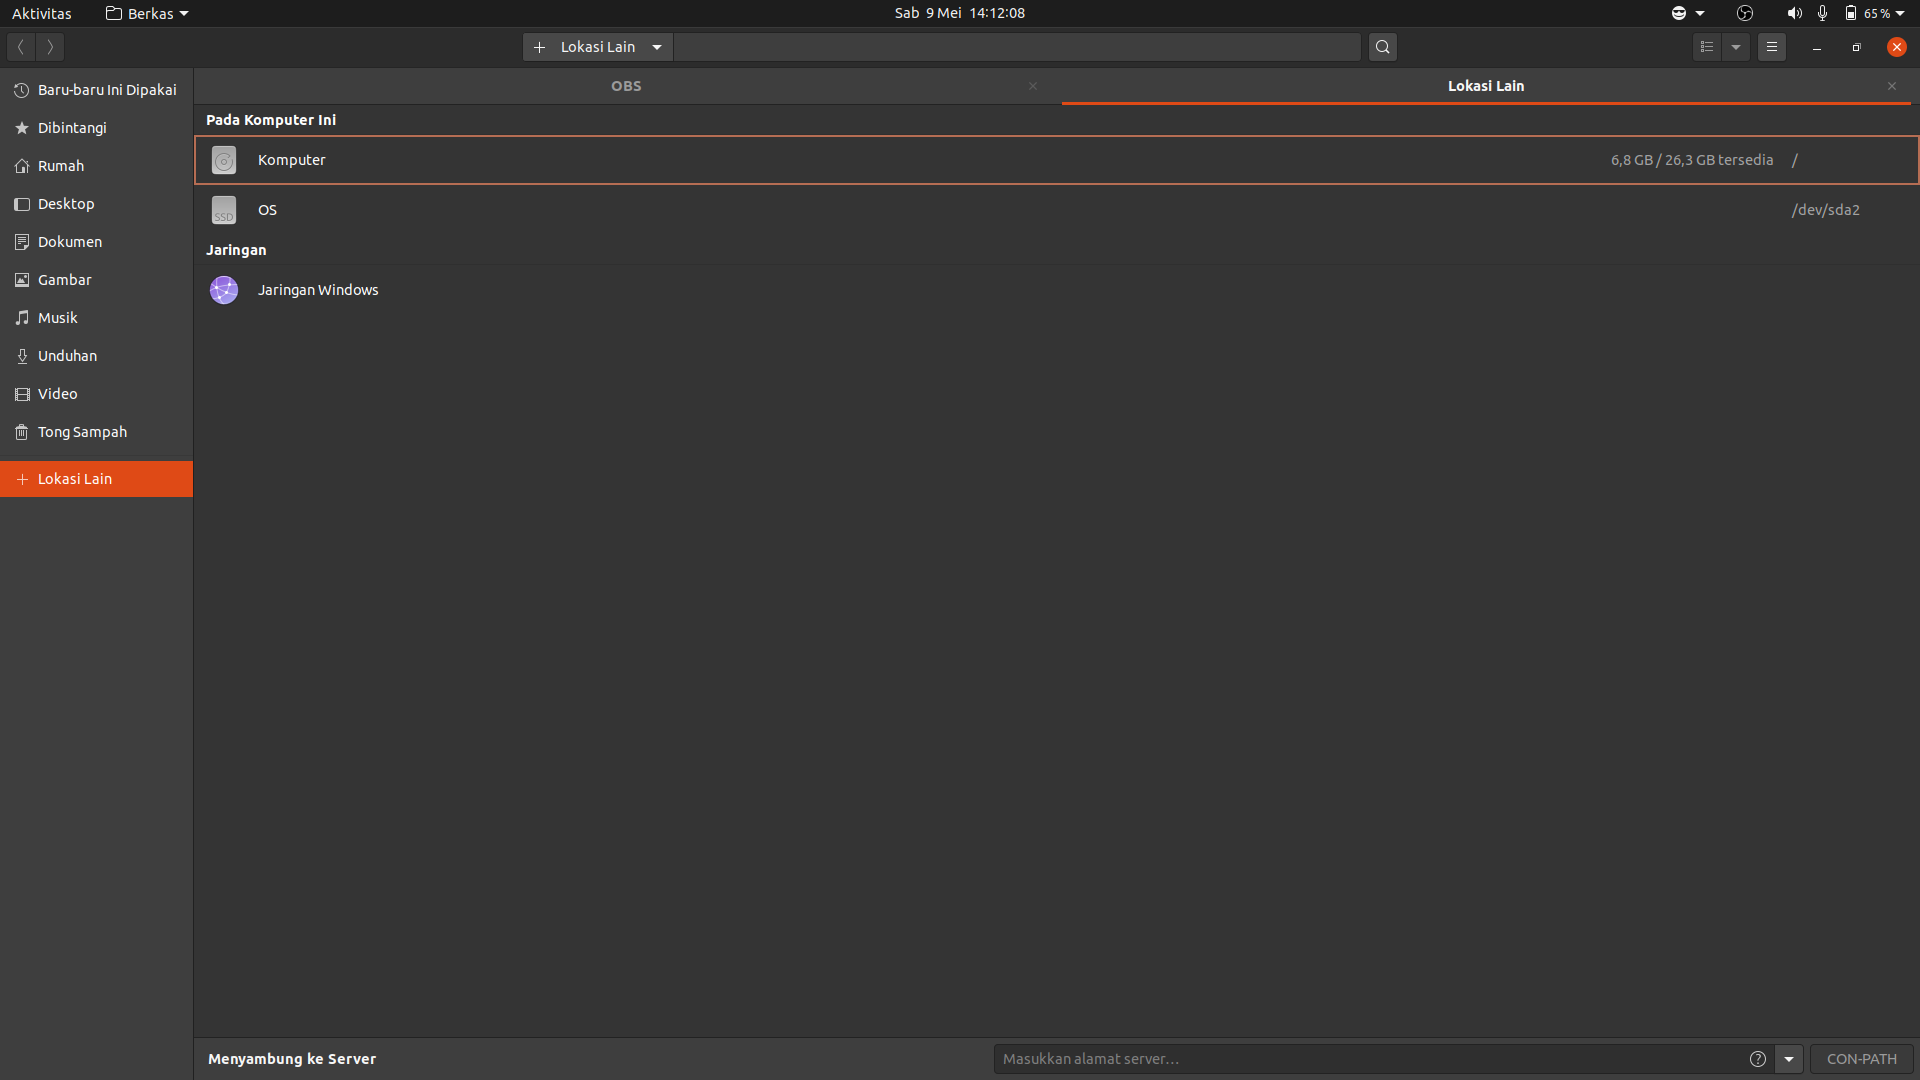 Aktivitas Berkas Sab 9 Mei 14:12:08 65 %
Lokasi Lain
Baru-baru Ini Dipakai
Dibintangi
Rumah
Desktop
Dokumen
Gambar
Musik
Unduhan
Video
Tong Sampah
Lokasi Lain
OBS Lokasi Lain
Pada Komputer Ini
Komputer 6,8 GB / 26,3 GB tersedia /
SSD OS /dev/sda2
Jaringan
Jaringan Windows
Menyambung ke Server Masukkan alamat server… CON-PATH